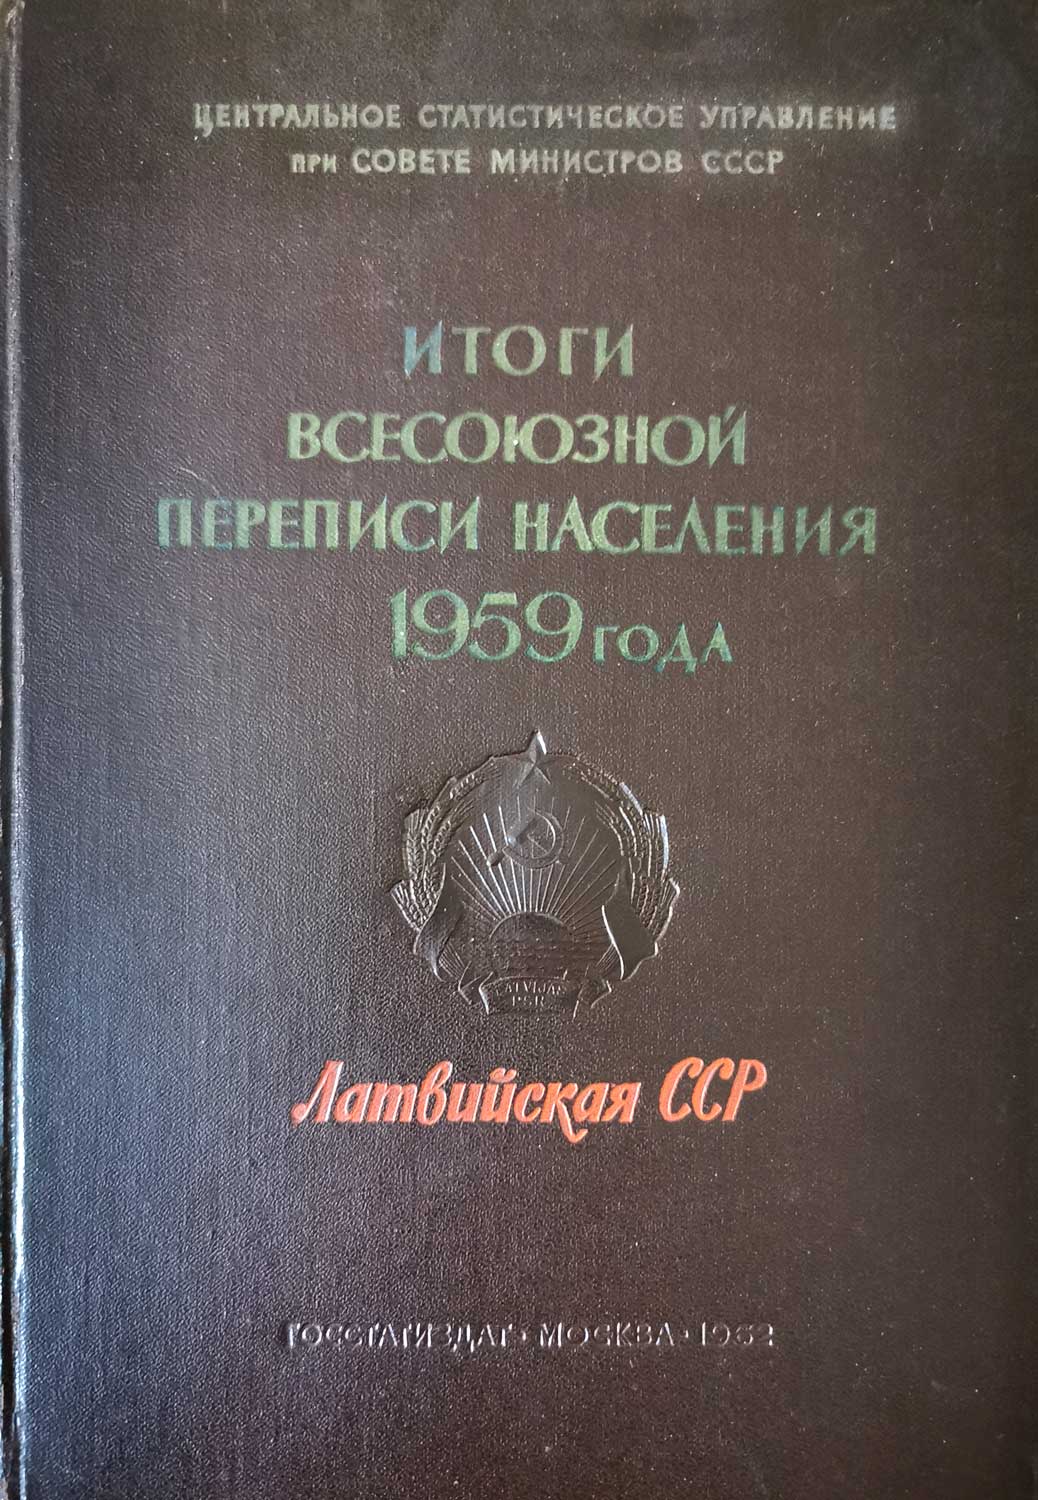 ЦЕНТРАЛЬНОЕ СТАТИСТИЧЕСКОЕ УПРАВЛЕНИЕ
ПРИ СОВЕТЕ МИНИСТРОВ СССР
ИТОГИ
ВСЕСОЮЗНОЙ
ПЕРЕПИСИ НАСЕЛЕНИЯ
1959 ГОДА
LATVIJAS
PSR
Латвийская ССР
ГОССТАТИЗДАТ · МОСКВА · 1962